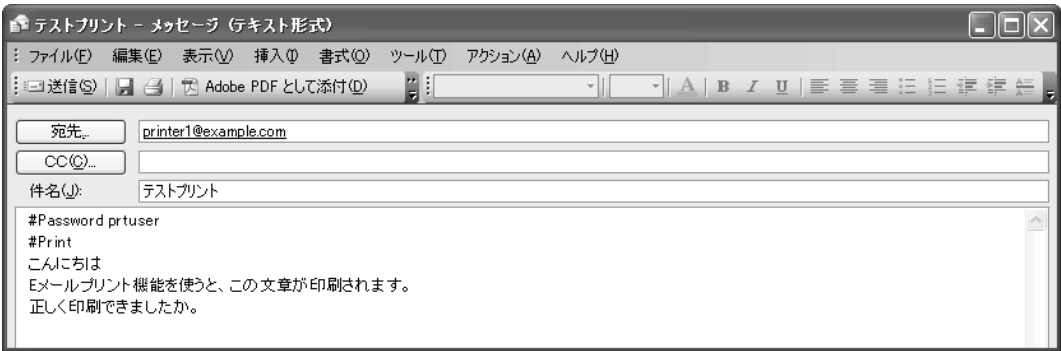 テストプリント - メッセージ (テキスト形式)
ファイル(F) 編集(E) 表示(V) 挿入(I) 書式(O) ツール(T) アクション(A) ヘルプ(H)
送信(S) Adobe PDF として添付(D) A B I U
宛先... printer1@example.com
CC(C)...
件名(J): テストプリント
#Password prtuser
#Print
こんにちは
Eメールプリント機能を使うと、この文章が印刷されます。
正しく印刷できましたか。